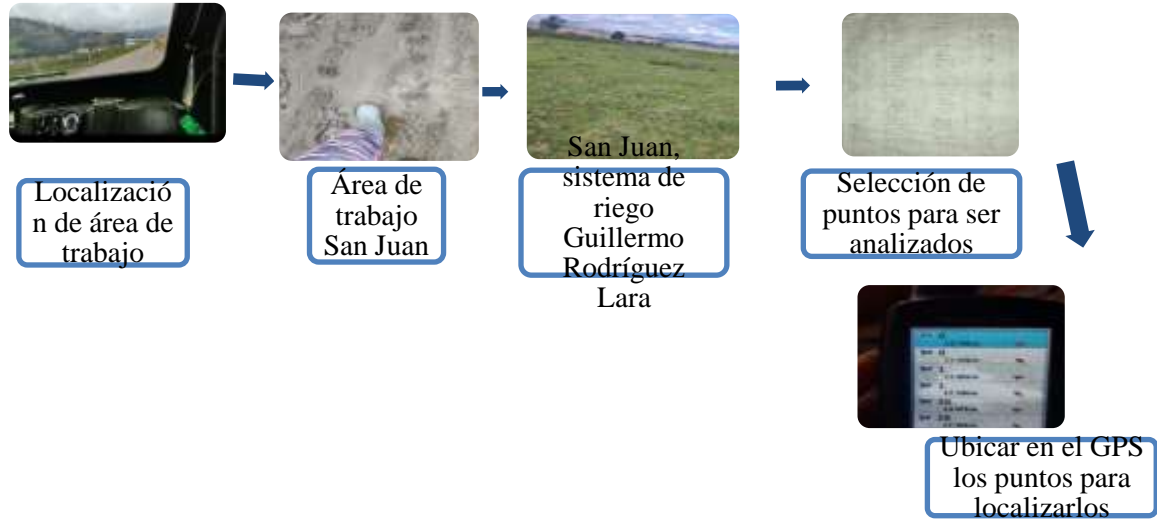 Localizació
n de área de
trabajo
Área de
trabajo
San Juan
San Juan,
sistema de
riego
Guillermo
Rodríguez
Lara
Selección de
puntos para ser
analizados
Ubicar en el GPS
los puntos para
localizarlos